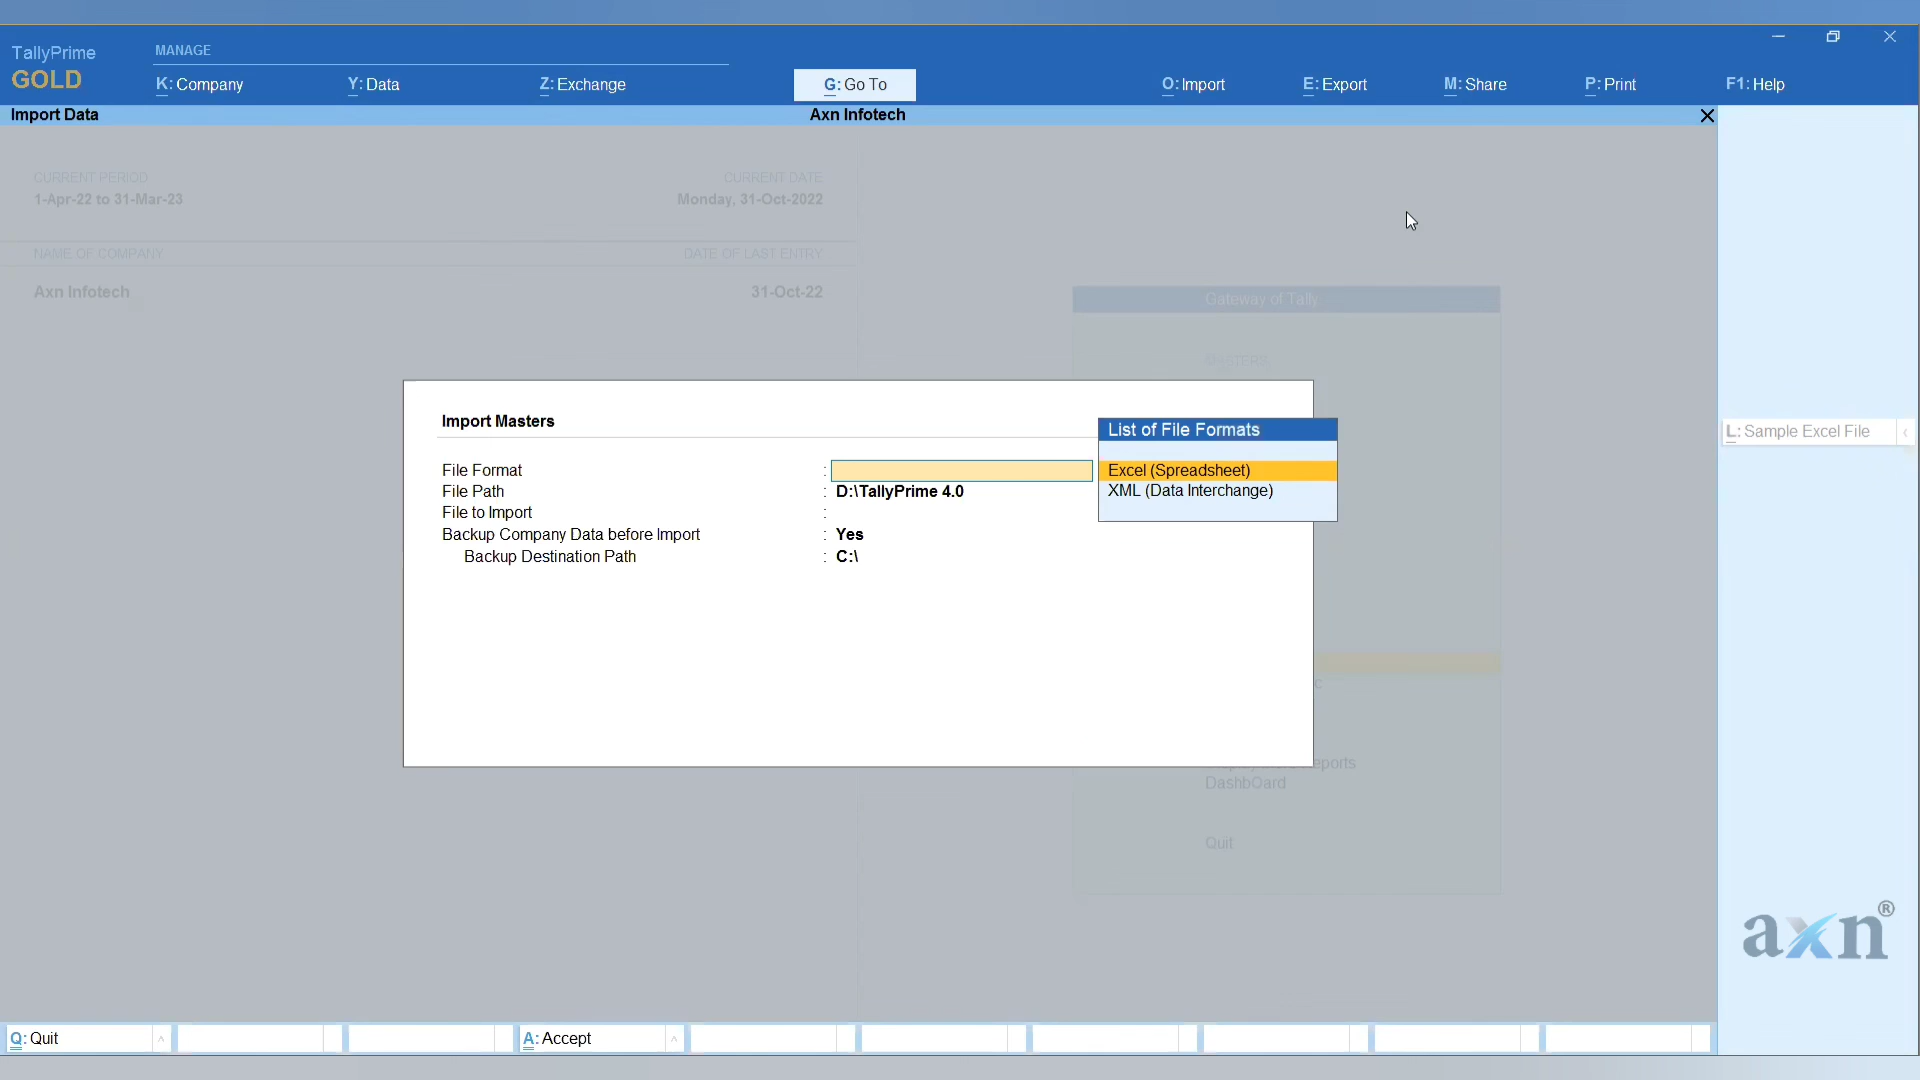 TallyPrime
GOLD
MANAGE
K: Company
Y: Data
Z: Exchange
G: Go To
O: Import
E: Export
M: Share
P: Print
F1: Help
Import Data
Axn Infotech
CURRENT PERIOD
CURRENT DATE
1-Apr-22 to 31-Mar-23
Monday, 31-Oct-2022
NAME OF COMPANY
DATE OF LAST ENTRY
Axn Infotech
31-Oct-22
Gateway of Tally
MASTERS
Import Masters
List of File Formats
File Format :
Excel (Spreadsheet)
File Path : D:\TallyPrime 4.0
XML (Data Interchange)
File to Import :
Backup Company Data before Import : Yes
Backup Destination Path : C:\
L: Sample Excel File
DashbOard
Quit
axn®
Q: Quit
A: Accept